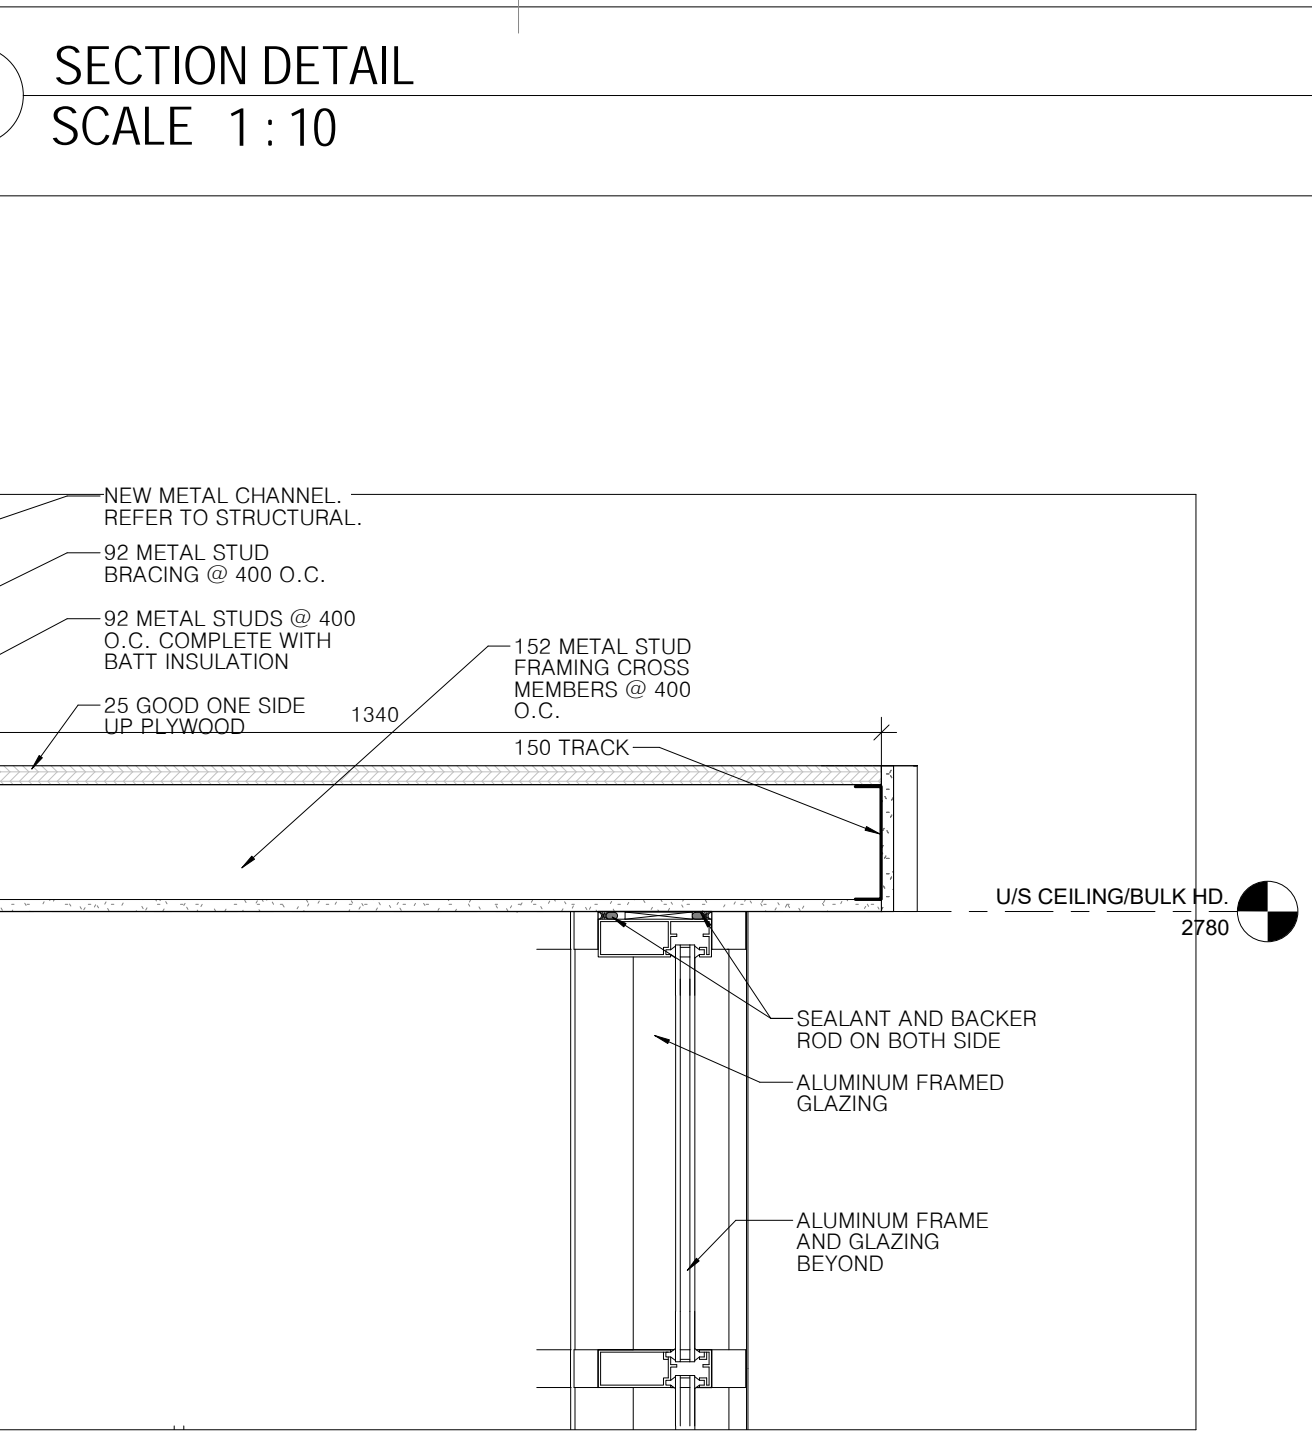 SECTION DETAIL
SCALE 1 : 10
NEW METAL CHANNEL.
REFER TO STRUCTURAL.
92 METAL STUD
BRACING @ 400 O.C.
92 METAL STUDS @ 400
O.C. COMPLETE WITH
BATT INSULATION
25 GOOD ONE SIDE
UP PLYWOOD
1340
152 METAL STUD
FRAMING CROSS
MEMBERS @ 400
O.C.
150 TRACK
U/S CEILING/BULK HD.
2780
SEALANT AND BACKER
ROD ON BOTH SIDE
ALUMINUM FRAMED
GLAZING
ALUMINUM FRAME
AND GLAZING
BEYOND